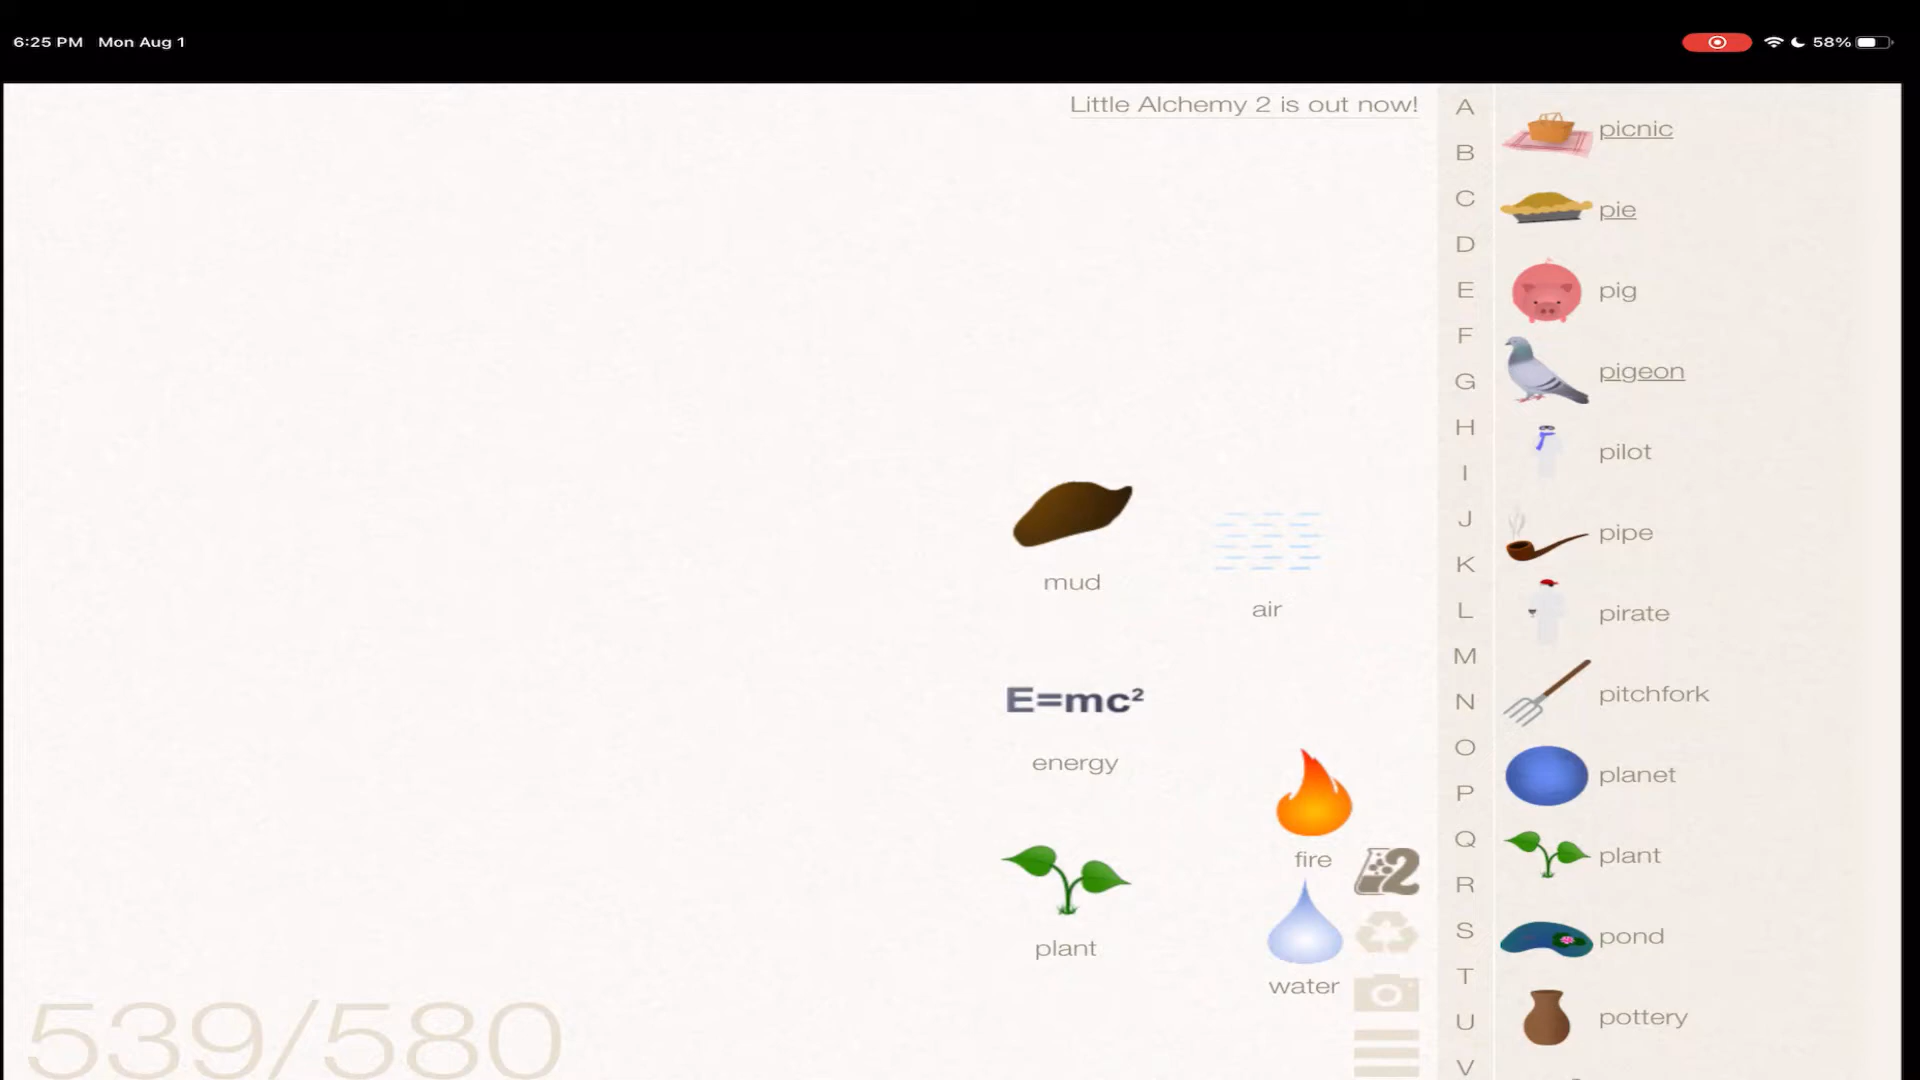 6:25 PM Mon Aug 1
58%
Little Alchemy 2 is out now!
mud
air
E=mc²
energy
fire
2
plant
water
539/580
A
B
C
D
E
F
G
H
I
J
K
L
M
N
O
P
Q
R
S
T
U
V
picnic
pie
pig
pigeon
pilot
pipe
pirate
pitchfork
planet
plant
pond
pottery